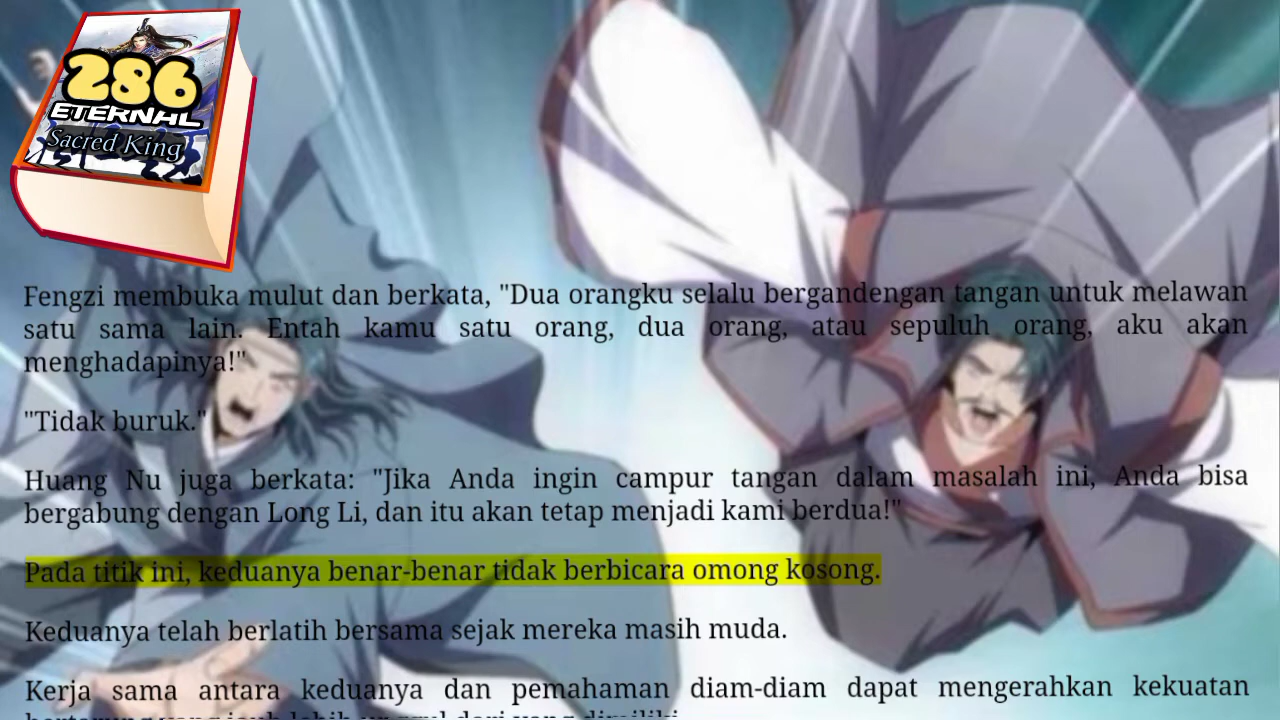 286
ETERNAL
Sacred King
Fengzi membuka mulut dan berkata, "Dua orangku selalu bergandengan tangan untuk melawan
satu sama lain. Entah kamu satu orang, dua orang, atau sepuluh orang, aku akan
menghadapinya!"
"Tidak buruk."
Huang Nu juga berkata: "Jika Anda ingin campur tangan dalam masalah ini, Anda bisa
bergabung dengan Long Li, dan itu akan tetap menjadi kami berdua!"
Pada titik ini, keduanya benar-benar tidak berbicara omong kosong.
Keduanya telah berlatih bersama sejak mereka masih muda.
Kerja sama antara keduanya dan pemahaman diam-diam dapat mengerahkan kekuatan